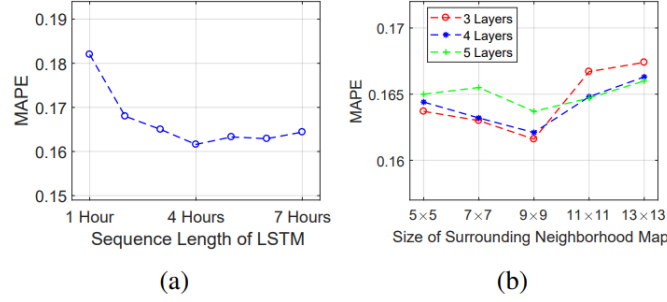 0.19
0.18
0.17
0.16
0.15
MAPE
1 Hour 4 Hours 7 Hours
Sequence Length of LSTM
(a)
3 Layers
4 Layers
5 Layers
0.17
0.165
0.16
MAPE
5×5 7×7 9×9 11×11 13×13
Size of Surrounding Neighborhood Map
(b)